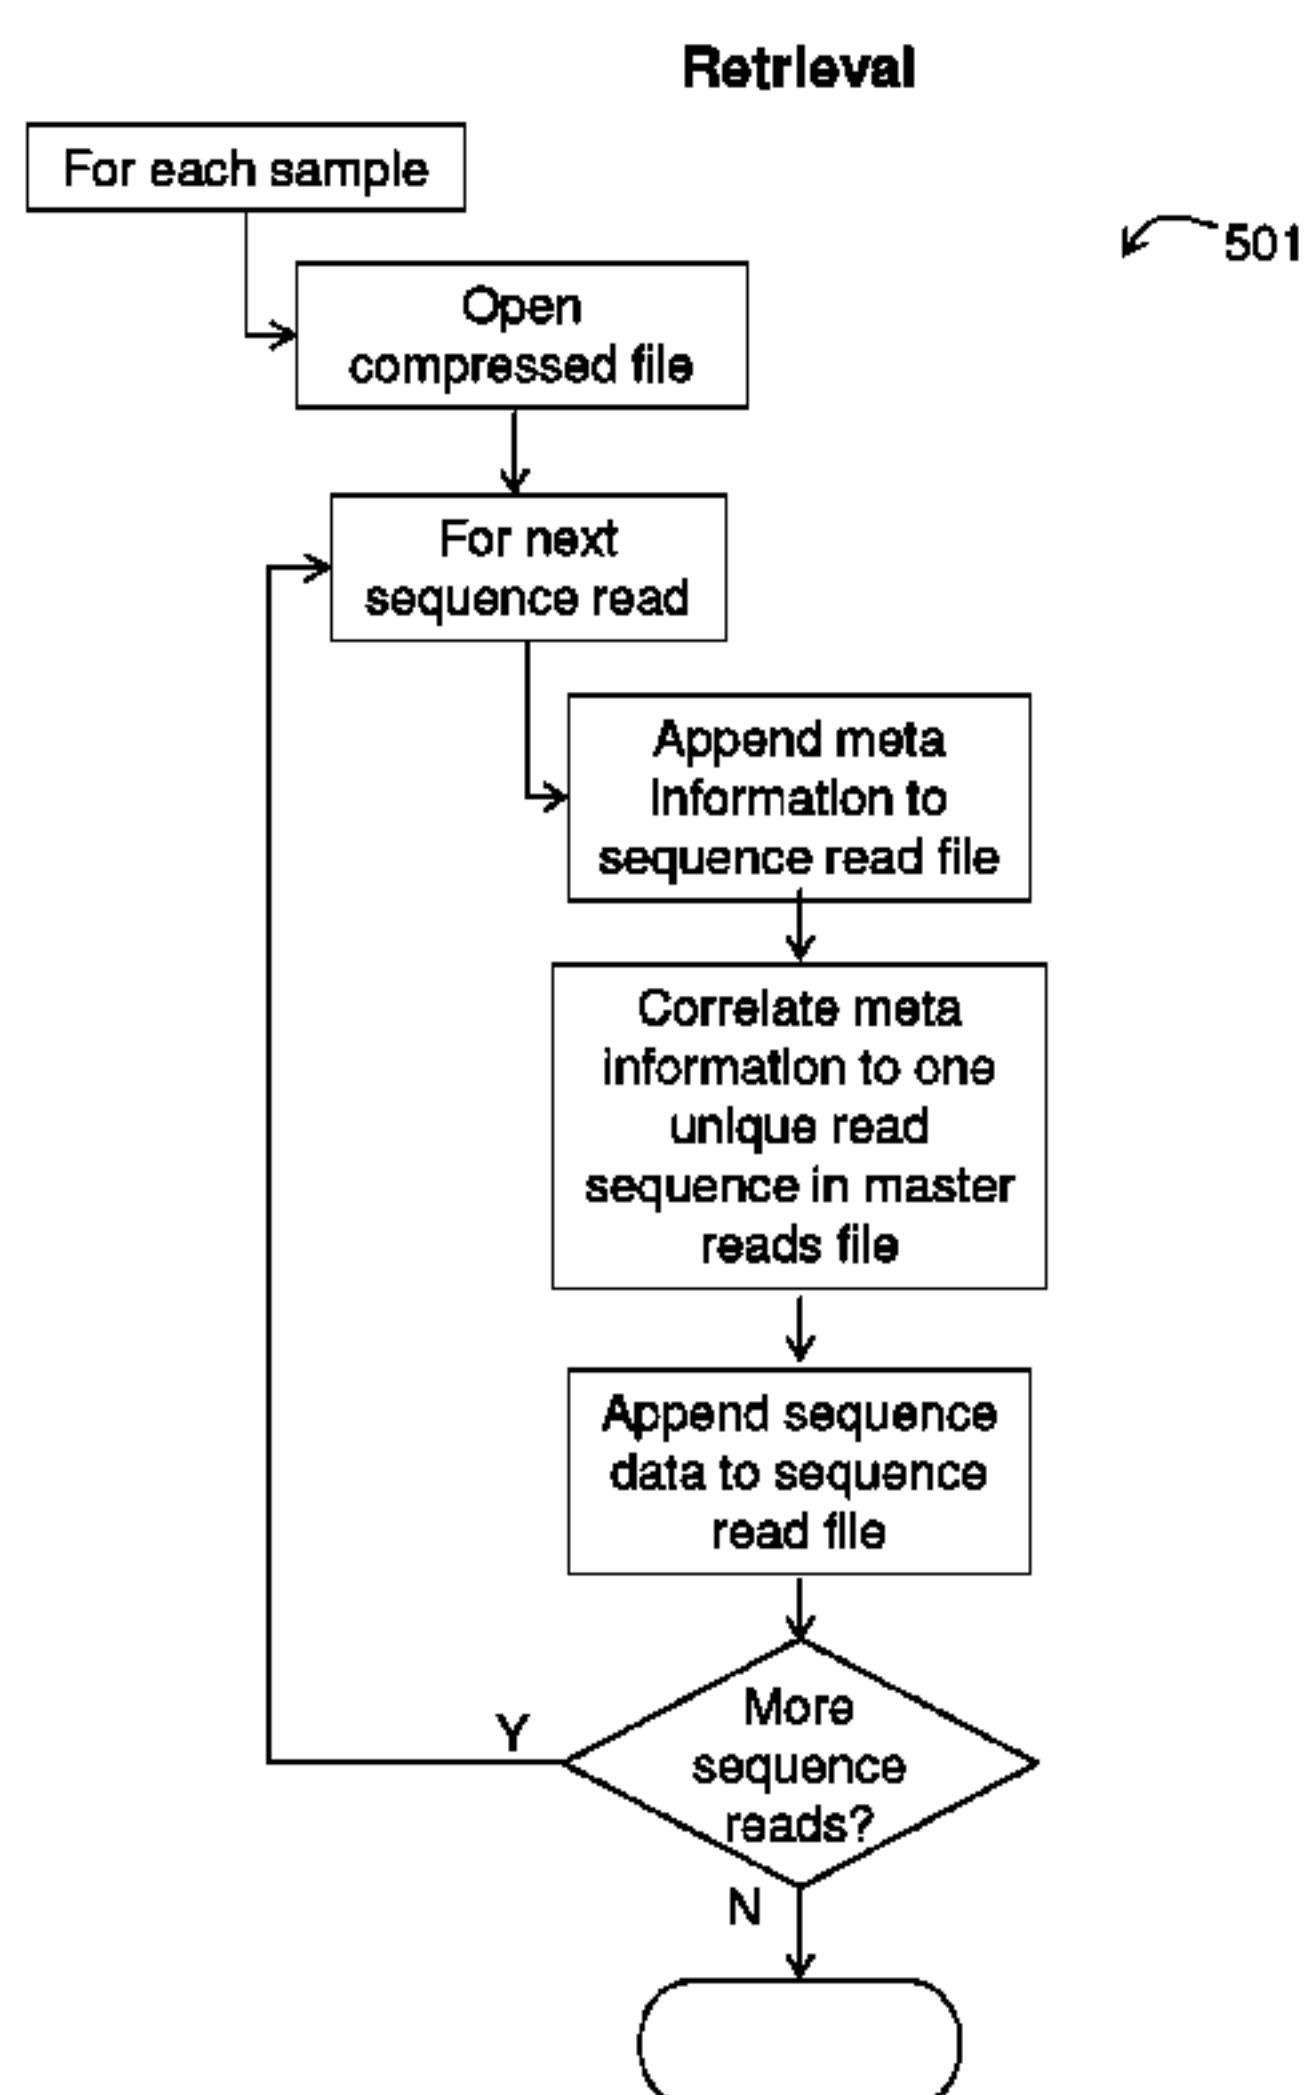 Retrieval
For each sample
501
Open
compressed file
For next
sequence read
Append meta
information to
sequence read file
Correlate meta
information to one
unique read
sequence in master
reads file
Append sequence
data to sequence
read file
More
sequence
reads?
Y
N